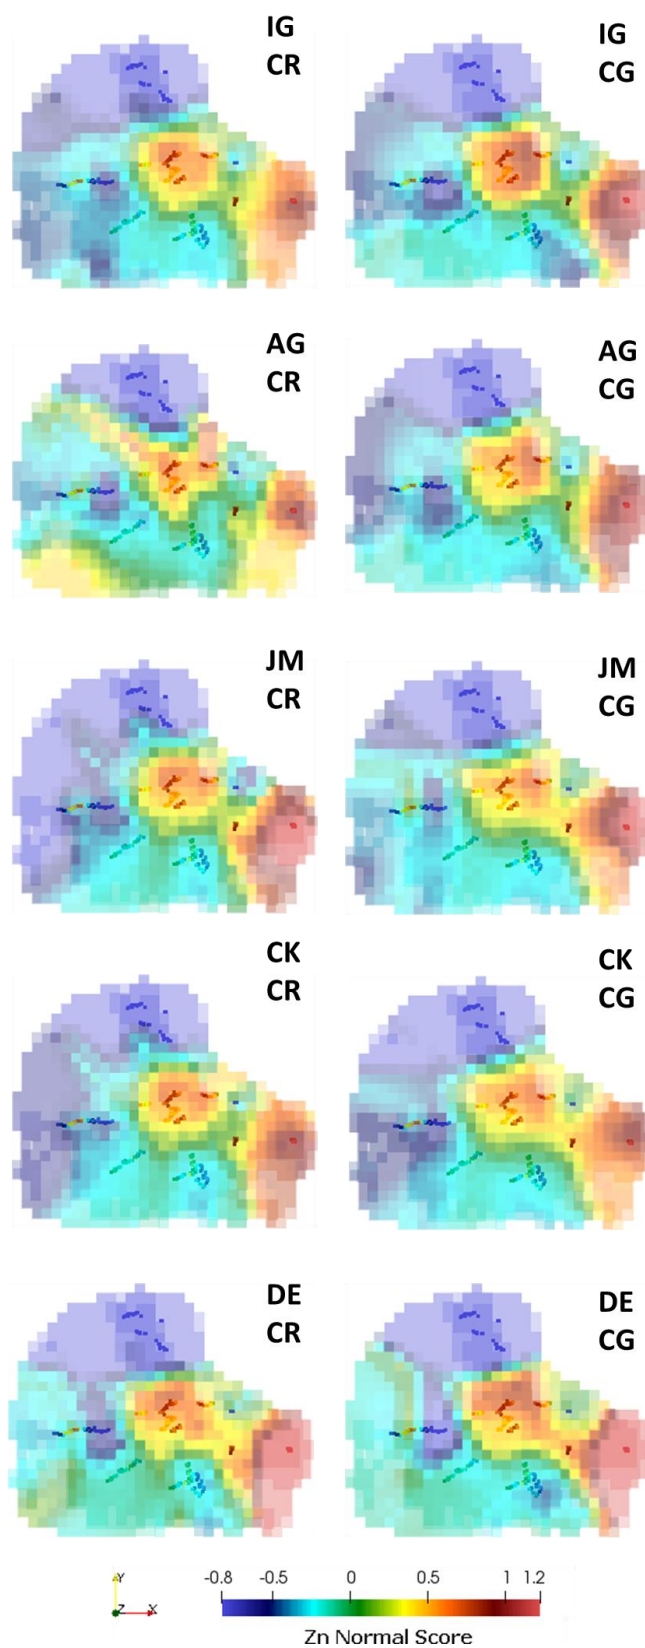 IG
CR
IG
CG
AG
CR
AG
CG
JM
CR
JM
CG
CK
CR
CK
CG
DE
CR
DE
CG
Y
Z X
-0.8 -0.5 0 0.5 1 1.2
Zn Normal Score